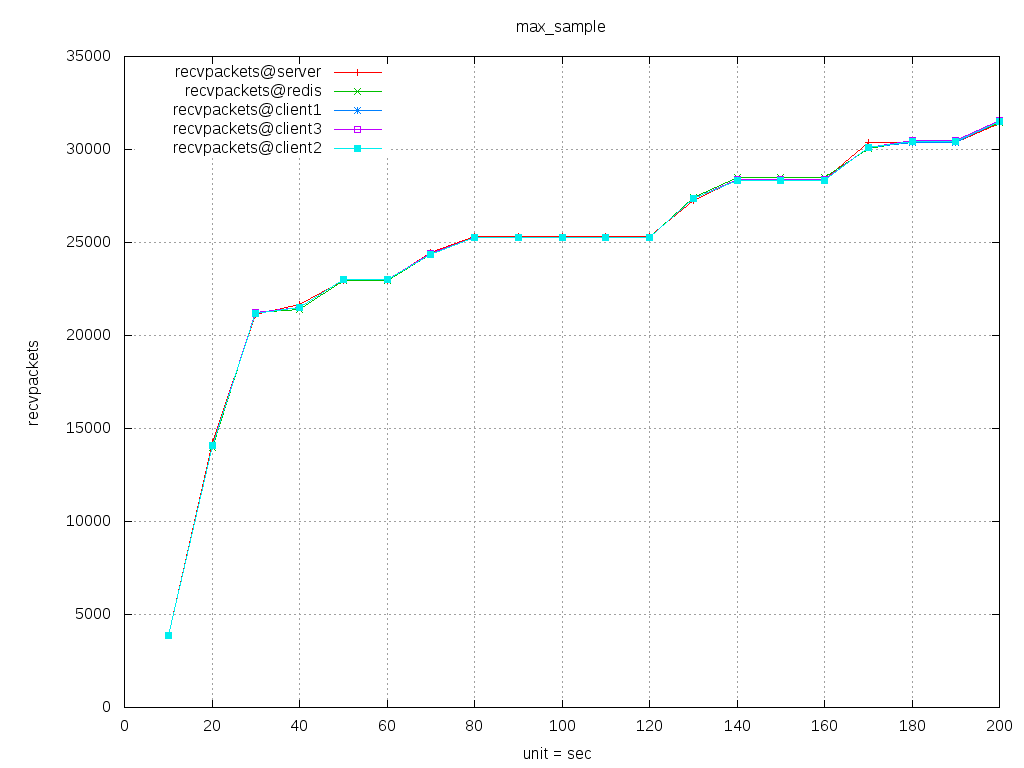 max_sample
35000
30000
25000
20000
15000
10000
5000
0
recvpackets@server
recvpackets@redis
recvpackets@client1
recvpackets@client3
recvpackets@client2
recvpackets
0 20 40 60 80 100 120 140 160 180 200
unit = sec